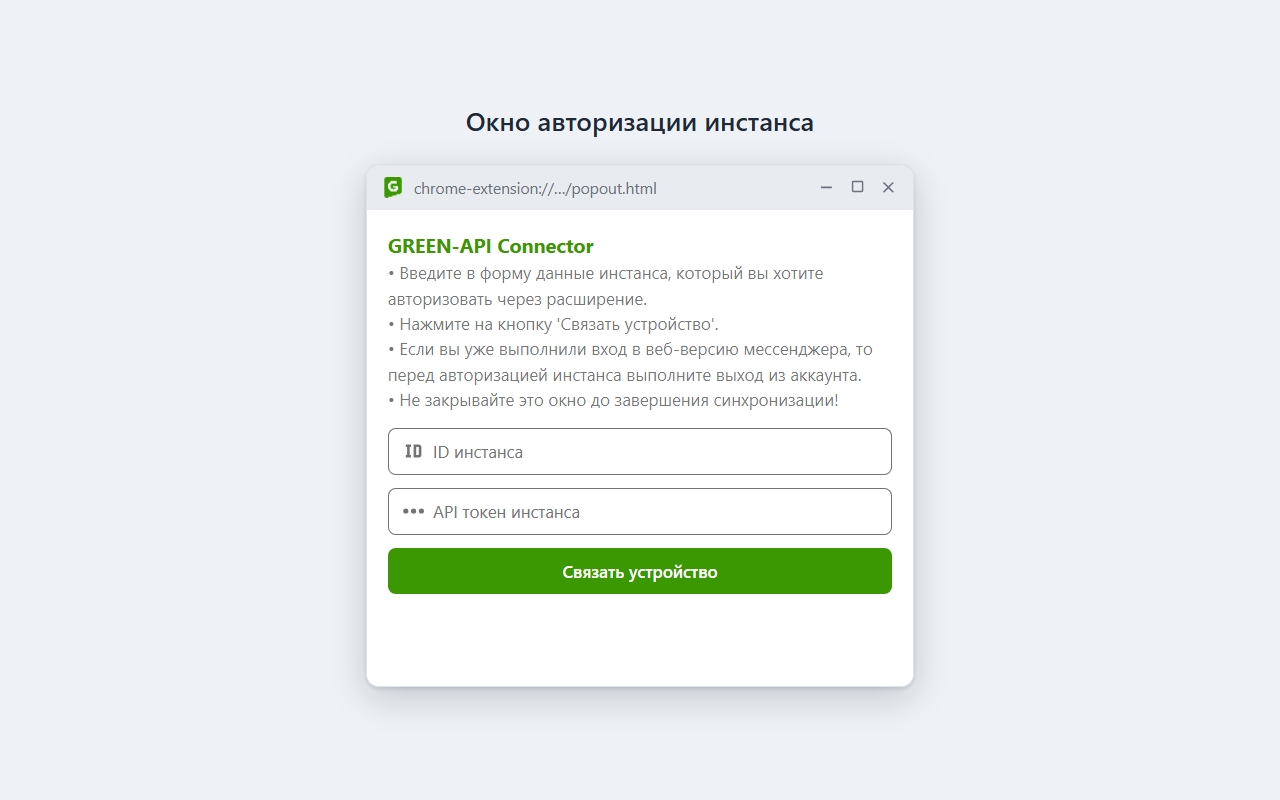 Окно авторизации инстанса
G chrome-extension://.../popout.html
GREEN-API Connector
• Введите в форму данные инстанса, который вы хотите
авторизовать через расширение.
• Нажмите на кнопку 'Связать устройство'.
• Если вы уже выполнили вход в веб-версию мессенджера, то
перед авторизацией инстанса выполните выход из аккаунта.
• Не закрывайте это окно до завершения синхронизации!
ID ID инстанса
API токен инстанса
Связать устройство